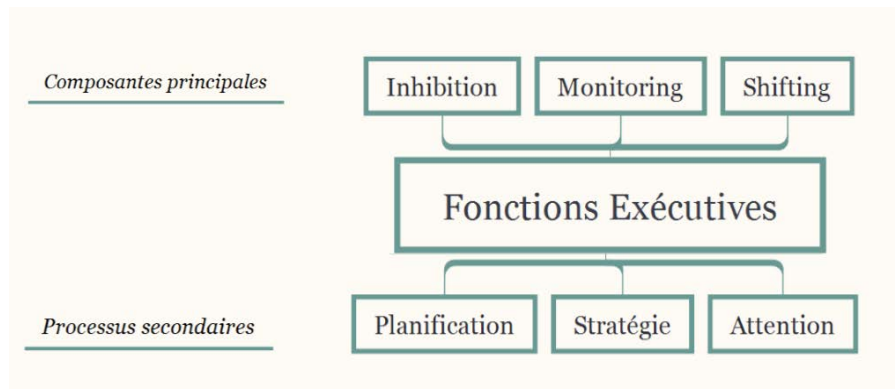 Composantes principales
Inhibition
Monitoring
Shifting
Fonctions Exécutives
Processus secondaires
Planification
Stratégie
Attention